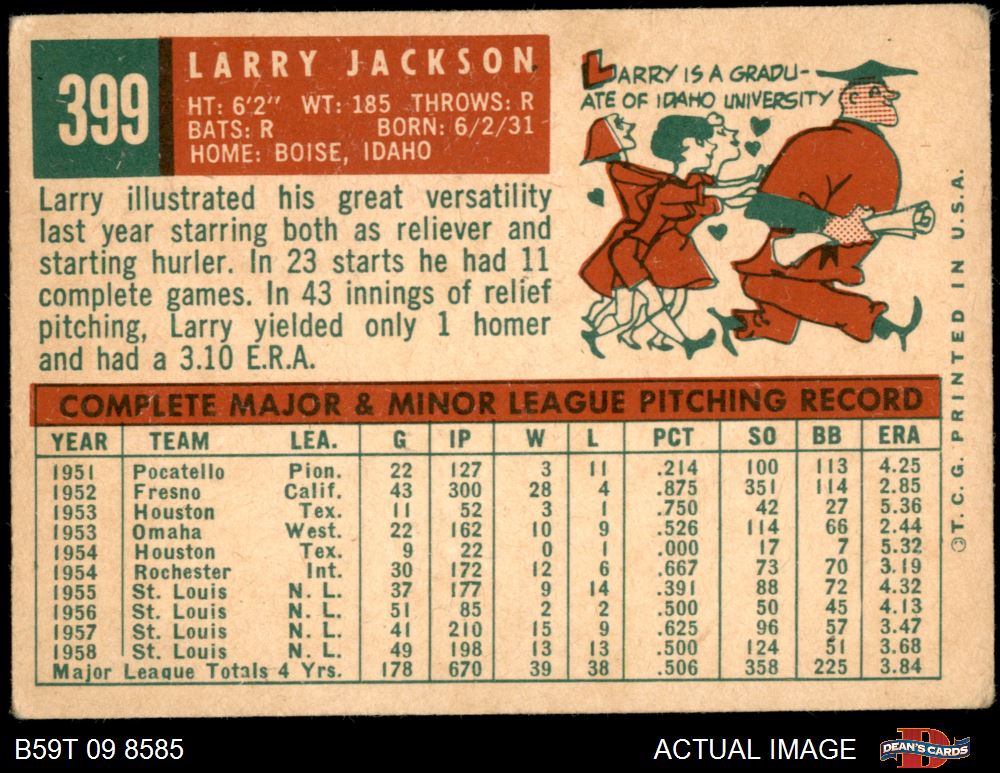 399
LARRY JACKSON
HT: 6'2" WT: 185 THROWS: R
BATS: R BORN: 6/2/31
HOME: BOISE, IDAHO
LARRY IS A GRADU-
ATE OF IDAHO UNIVERSITY
Larry illustrated his great versatility
last year starring both as reliever and
starting hurler. In 23 starts he had 11
complete games. In 43 innings of relief
pitching, Larry yielded only 1 homer
and had a 3.10 E.R.A.
COMPLETE MAJOR & MINOR LEAGUE PITCHING RECORD
YEAR TEAM LEA. G IP W L PCT SO BB ERA
1951 Pocatello Pion. 22 127 3 11 .214 100 113 4.25
1952 Fresno Calif. 43 300 28 4 .875 351 114 2.85
1953 Houston Tex. 11 52 3 1 .750 42 27 5.36
1953 Omaha West. 22 162 10 9 .526 114 66 2.44
1954 Houston Tex. 9 22 0 1 .000 17 7 5.32
1954 Rochester Int. 30 172 12 6 .667 73 70 3.19
1955 St. Louis N. L. 37 177 9 14 .391 88 72 4.32
1956 St. Louis N. L. 51 85 2 2 .500 50 45 4.13
1957 St. Louis N. L. 41 210 15 9 .625 96 57 3.47
1958 St. Louis N. L. 49 198 13 13 .500 124 51 3.68
Major League Totals 4 Yrs. 178 670 39 38 .506 358 225 3.84
©T. C. G. PRINTED IN U.S.A.
B59T 09 8585
ACTUAL IMAGE
DEAN'S CARDS